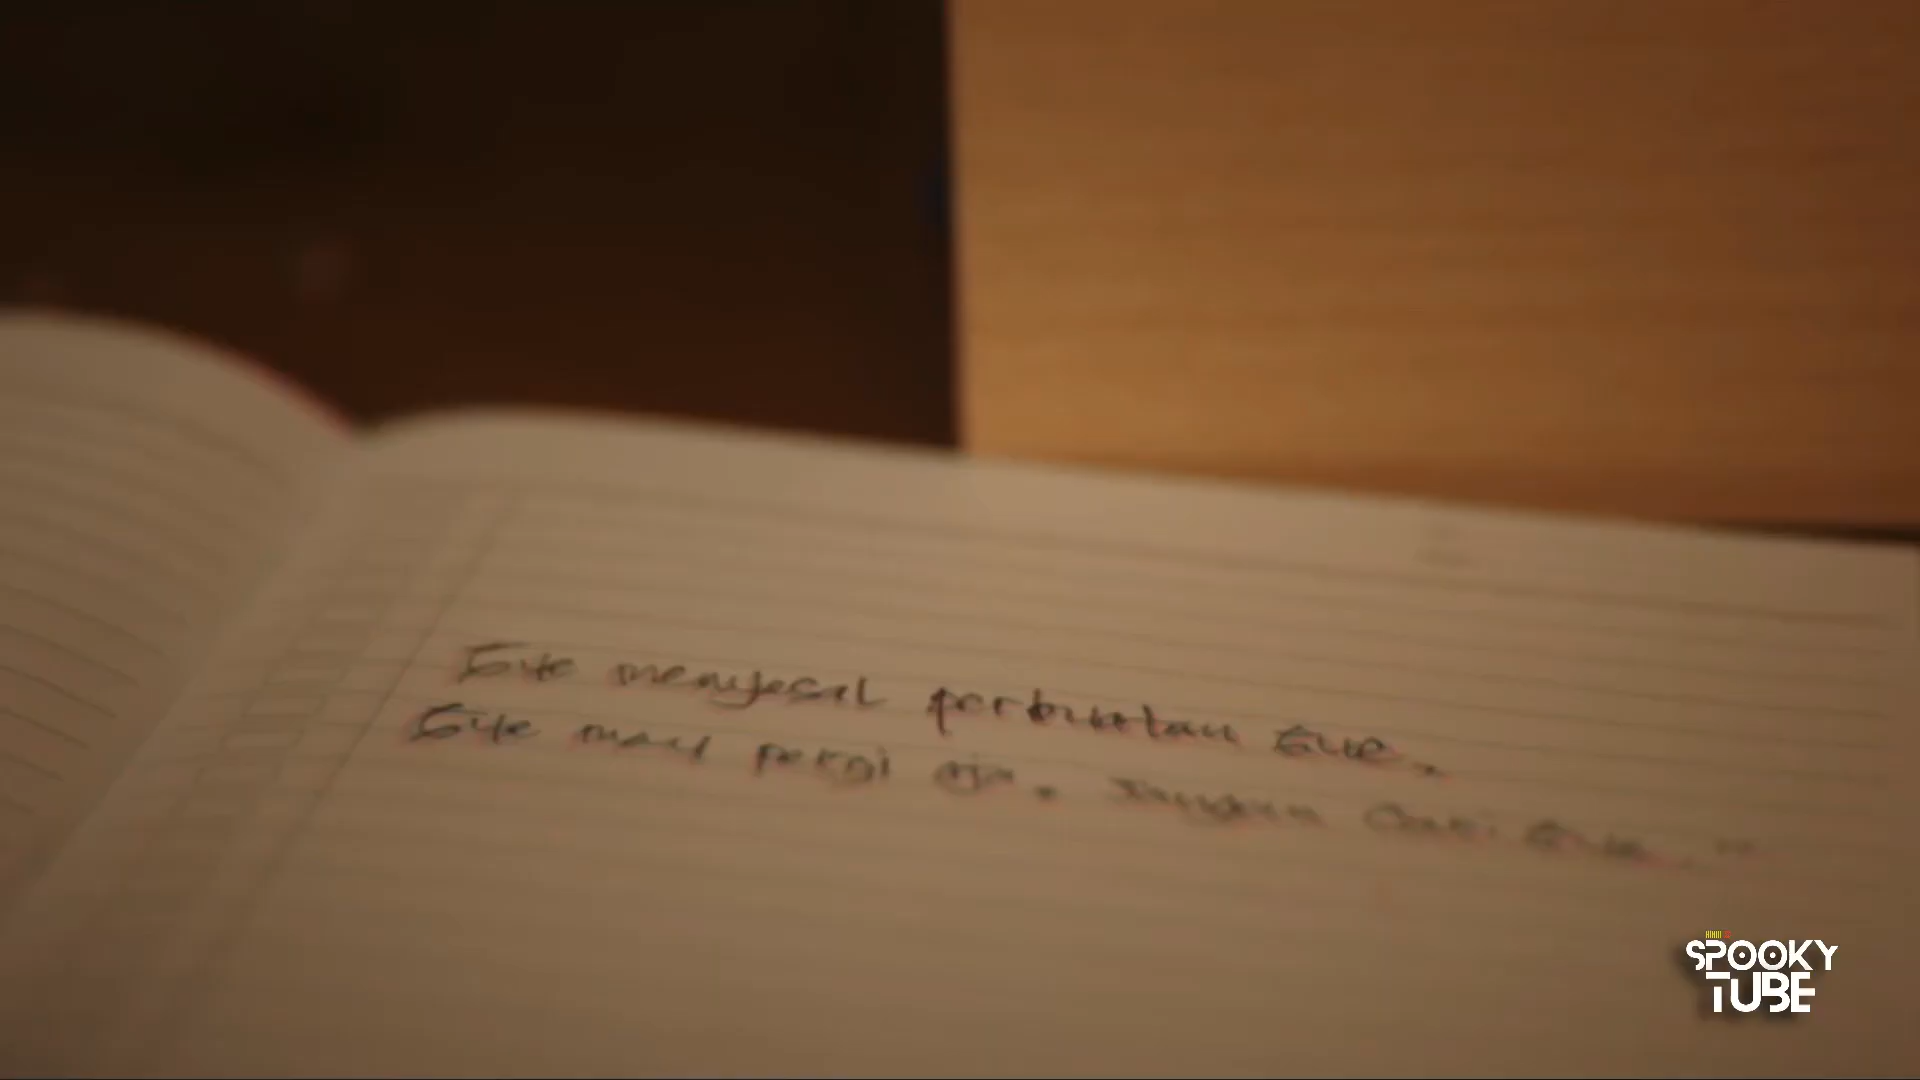 Gue menyesal perbuatan Gue.
Gue mau pergi aja. Jangan Cari Gue."
SPOOKY
TUBE